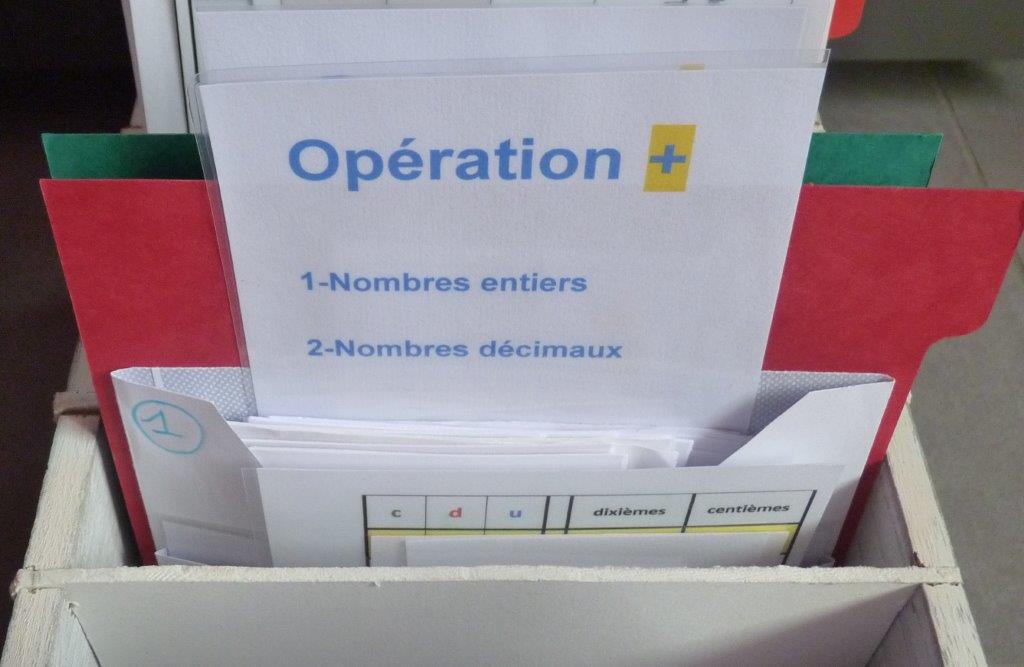 Opération +
1-Nombres entiers
2-Nombres décimaux
1
c d u dixièmes centièmes